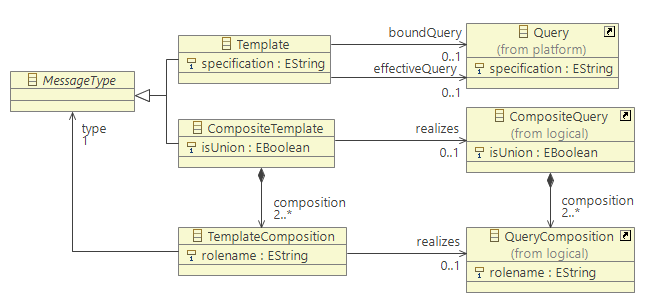 MessageType
Template
specification : EString
boundQuery
0..1
effectiveQuery
0..1
Query
(from platform)
specification : EString
CompositeTemplate
isUnion : EBoolean
realizes
0..1
CompositeQuery
(from logical)
isUnion : EBoolean
type
1
composition
2..*
composition
2..*
TemplateComposition
rolename : EString
realizes
0..1
QueryComposition
(from logical)
rolename : EString